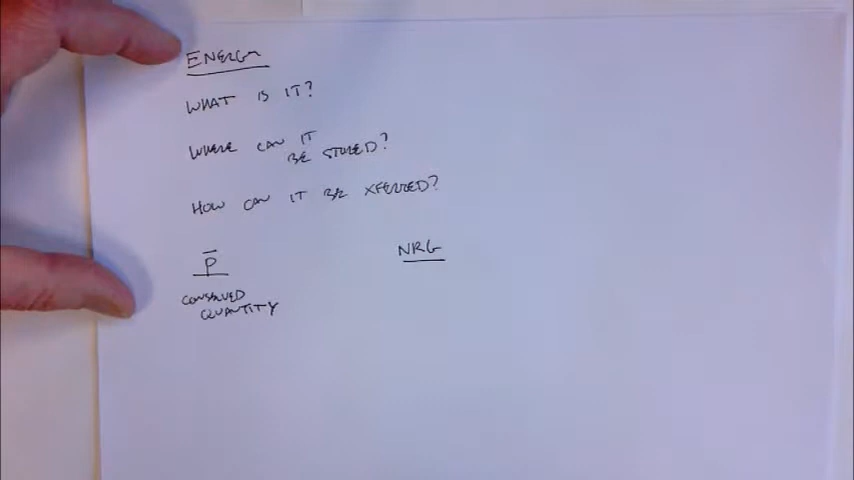 ENERGY
WHAT IS IT?
WHERE CAN IT
BE STORED?
HOW CAN IT BE XFERRED?
P̅
NRG
CONSERVED
QUANTITY